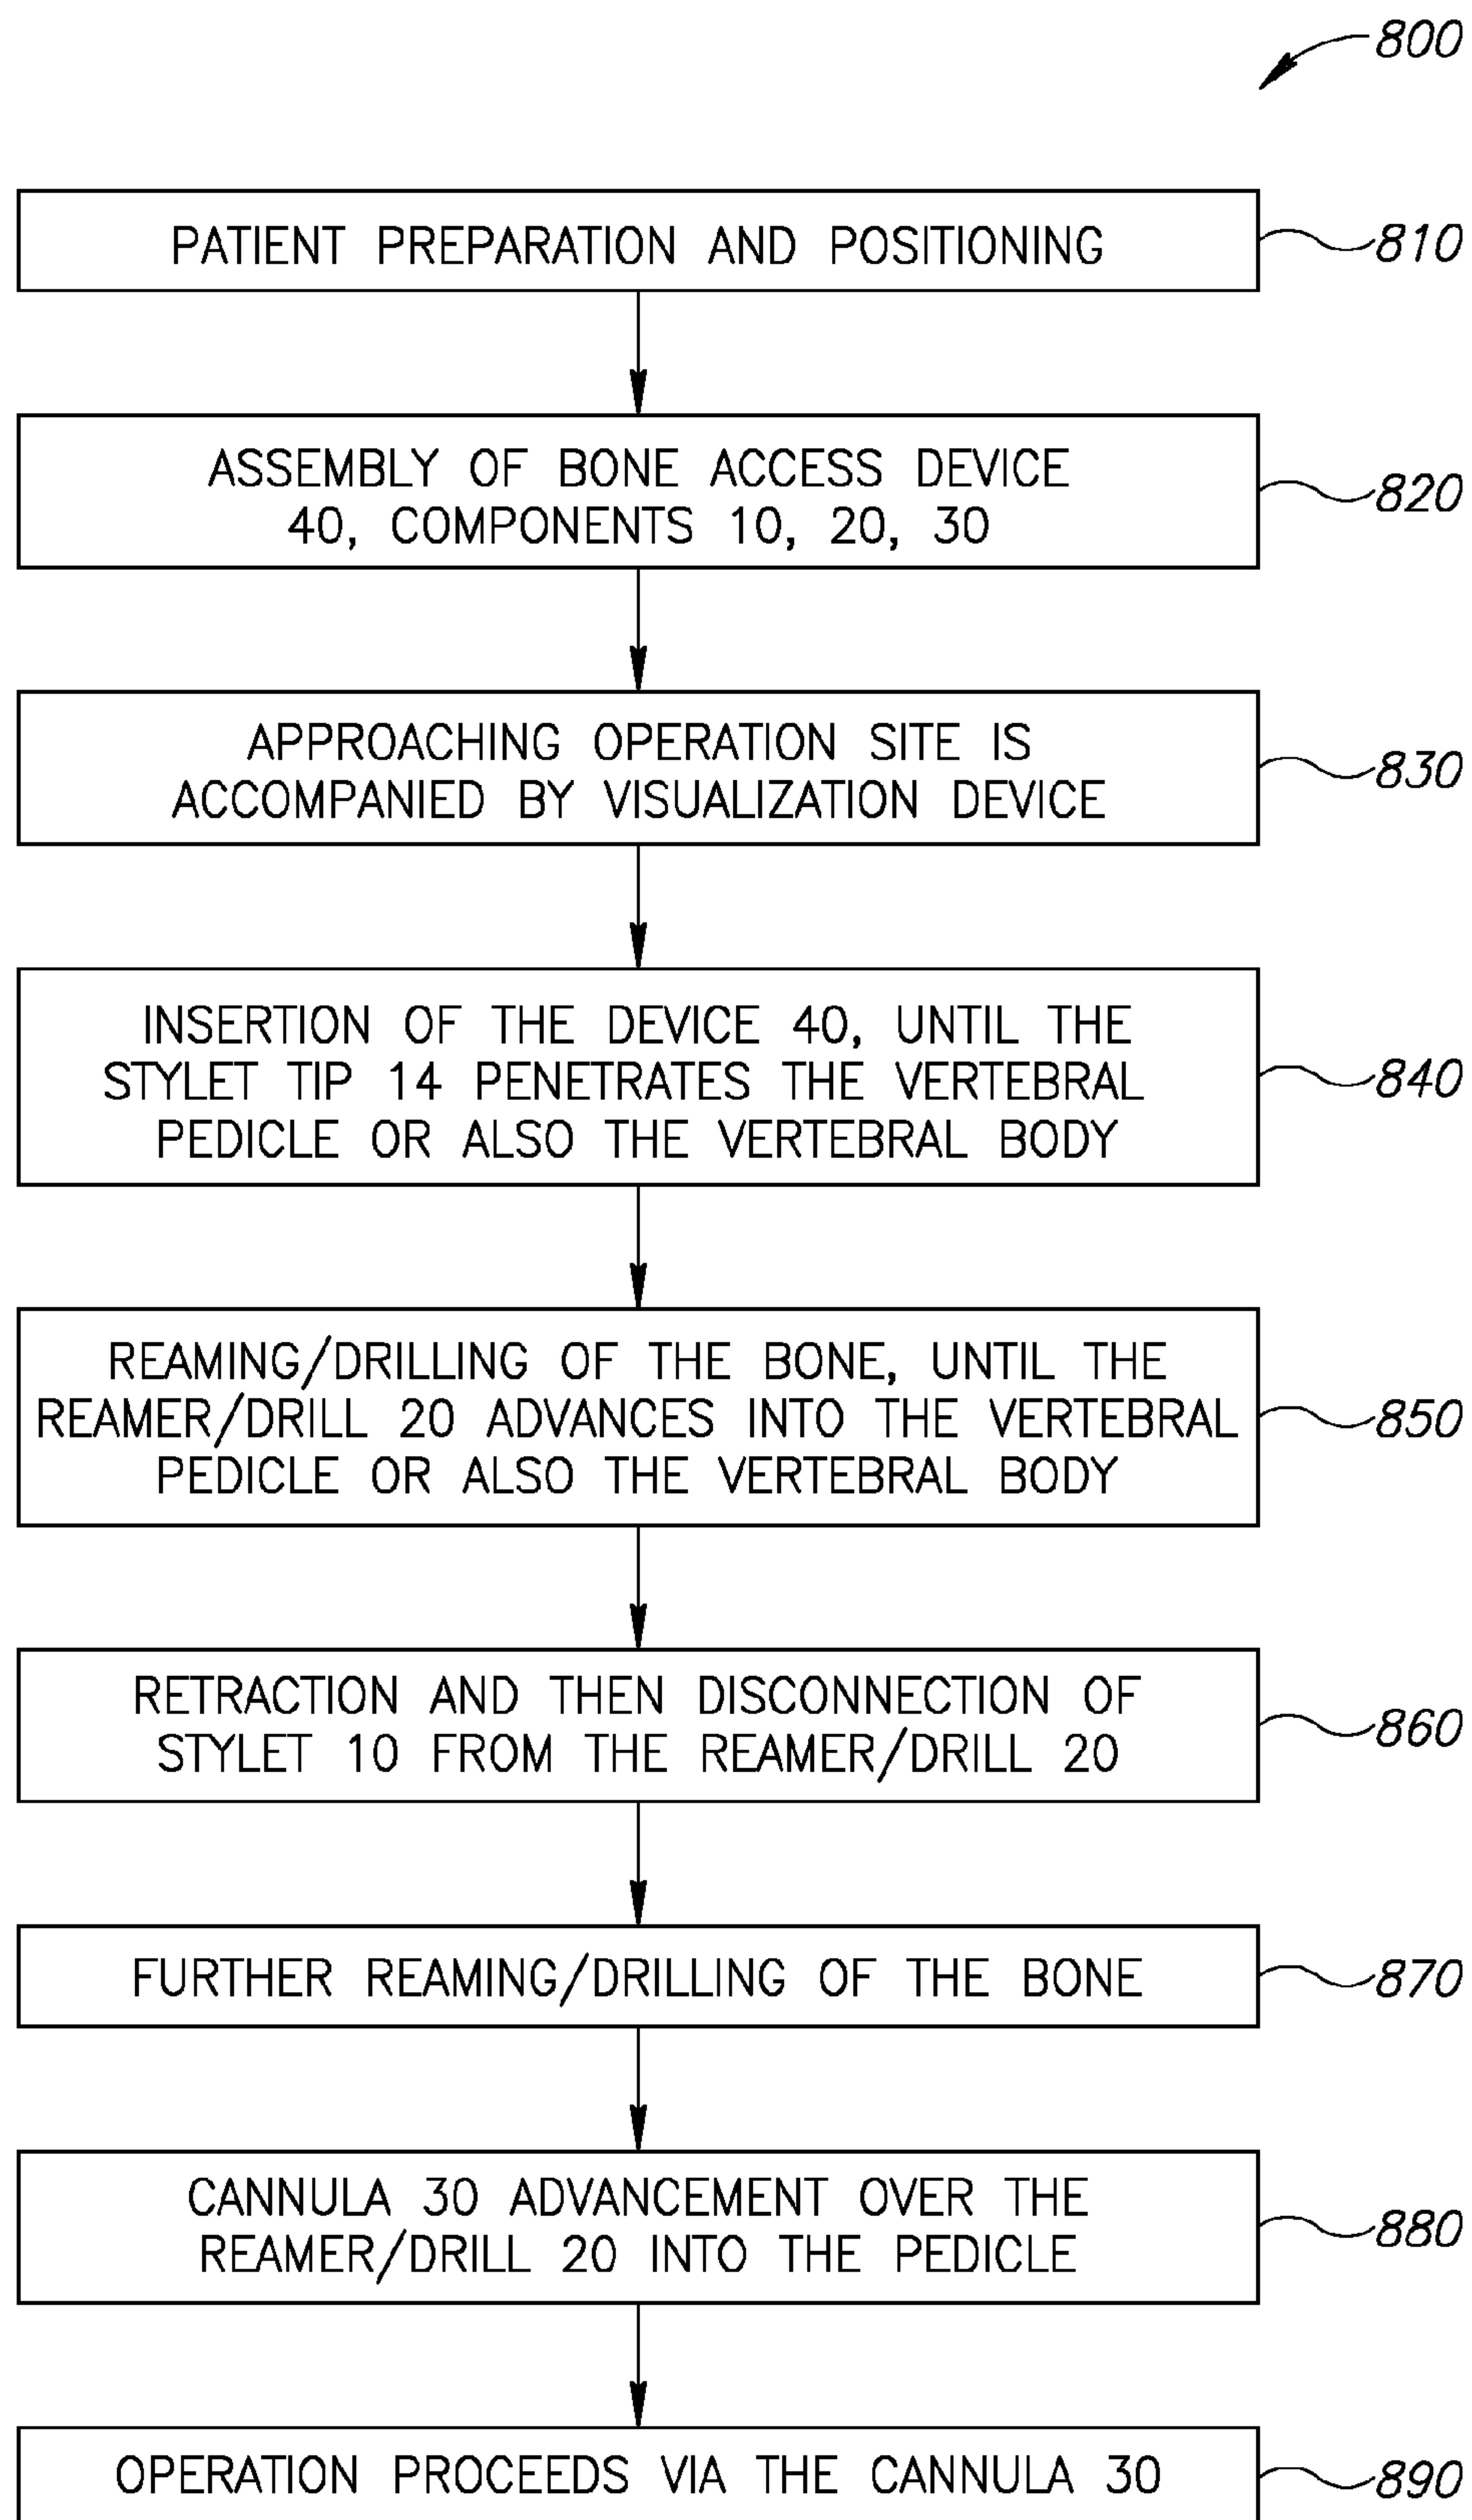 800
PATIENT PREPARATION AND POSITIONING
810
ASSEMBLY OF BONE ACCESS DEVICE
40, COMPONENTS 10, 20, 30
820
APPROACHING OPERATION SITE IS
ACCOMPANIED BY VISUALIZATION DEVICE
830
INSERTION OF THE DEVICE 40, UNTIL THE
STYLET TIP 14 PENETRATES THE VERTEBRAL
PEDICLE OR ALSO THE VERTEBRAL BODY
840
REAMING/DRILLING OF THE BONE, UNTIL THE
REAMER/DRILL 20 ADVANCES INTO THE VERTEBRAL
PEDICLE OR ALSO THE VERTEBRAL BODY
850
RETRACTION AND THEN DISCONNECTION OF
STYLET 10 FROM THE REAMER/DRILL 20
860
FURTHER REAMING/DRILLING OF THE BONE
870
CANNULA 30 ADVANCEMENT OVER THE
REAMER/DRILL 20 INTO THE PEDICLE
880
OPERATION PROCEEDS VIA THE CANNULA 30
890